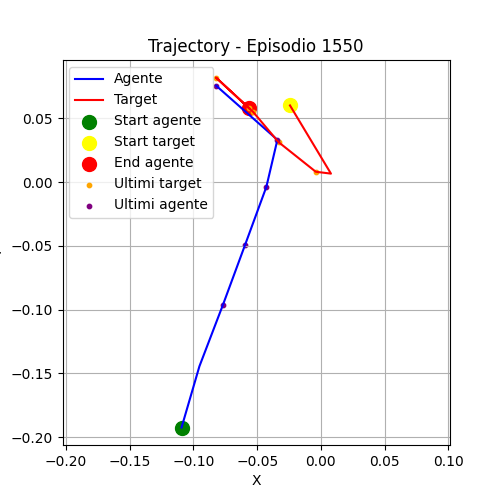 Trajectory - Episodio 1550
Agente
Target
Start agente
Start target
End agente
Ultimi target
Ultimi agente
0.05
0.00
−0.05
−0.10
−0.15
−0.20
−0.20 −0.15 −0.10 −0.05 0.00 0.05 0.10
X